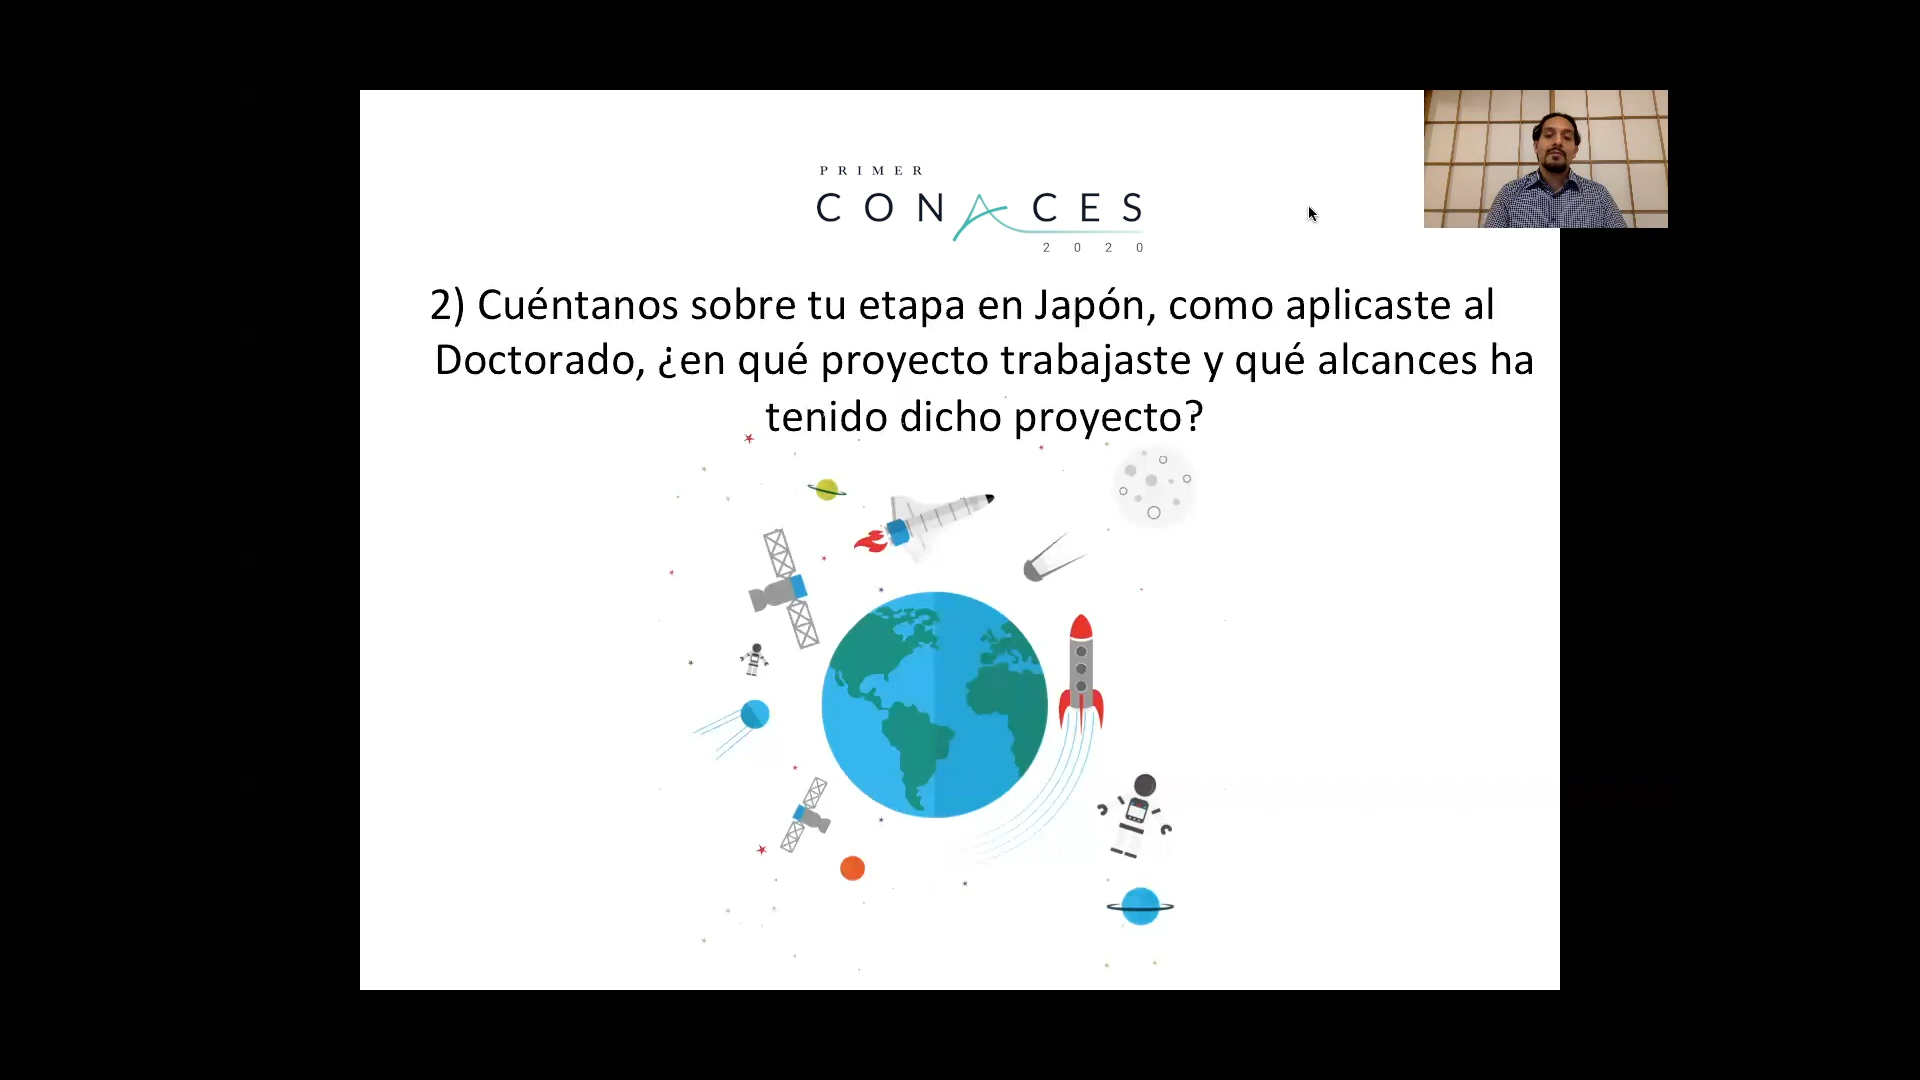 PRIMER
CONACES
2020
2) Cuéntanos sobre tu etapa en Japón, como aplicaste al
Doctorado, ¿en qué proyecto trabajaste y qué alcances ha
tenido dicho proyecto?